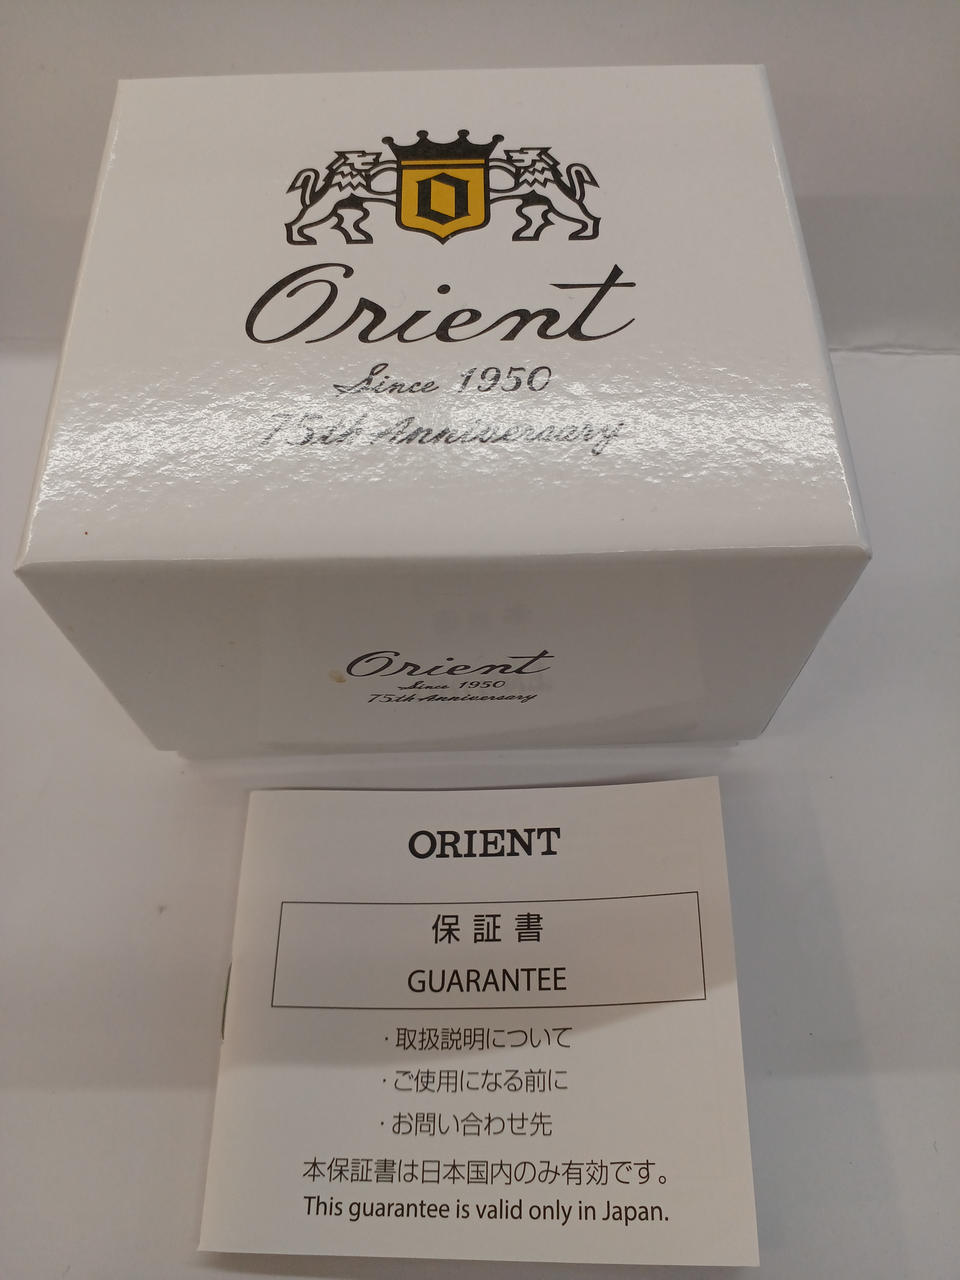 O
Orient
Since 1950
75th Anniversary
Orient
Since 1950
75th Anniversary
ORIENT
保証書
GUARANTEE
・取扱説明について
・ご使用になる前に
・お問い合わせ先
本保証書は日本国内のみ有効です。
This guarantee is valid only in Japan.